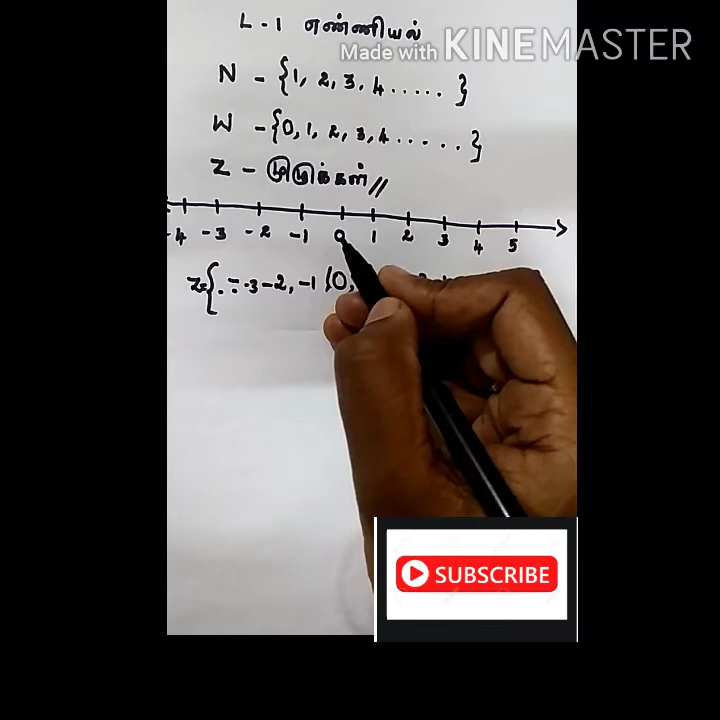 L - 1 எண்ணியல்
Made with KINEMASTER
N - {1, 2, 3, 4 ..... }
W - {0, 1, 2, 3, 4 ..... }
Z - முழுக்கள் //
-4 -3 -2 -1 0 1 2 3 4 5
Z={. .. -3 -2, -1 0,
SUBSCRIBE